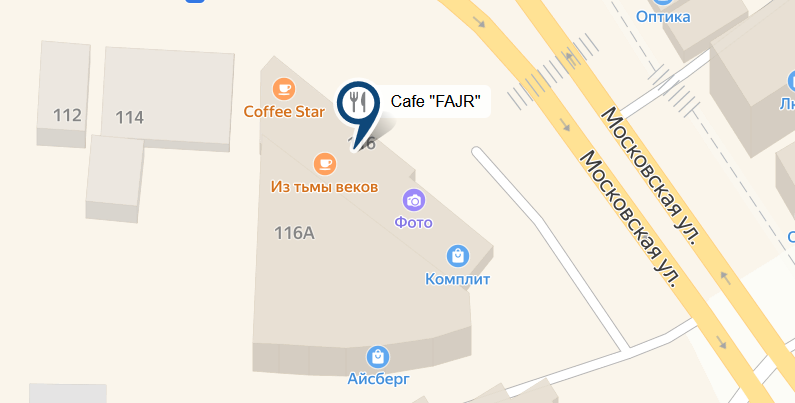 Оптика
112
114
Coffee Star
Cafe "FAJR"
Из тьмы веков
Фото
116А
Комплит
Айсберг
Московская ул.
Московская ул.